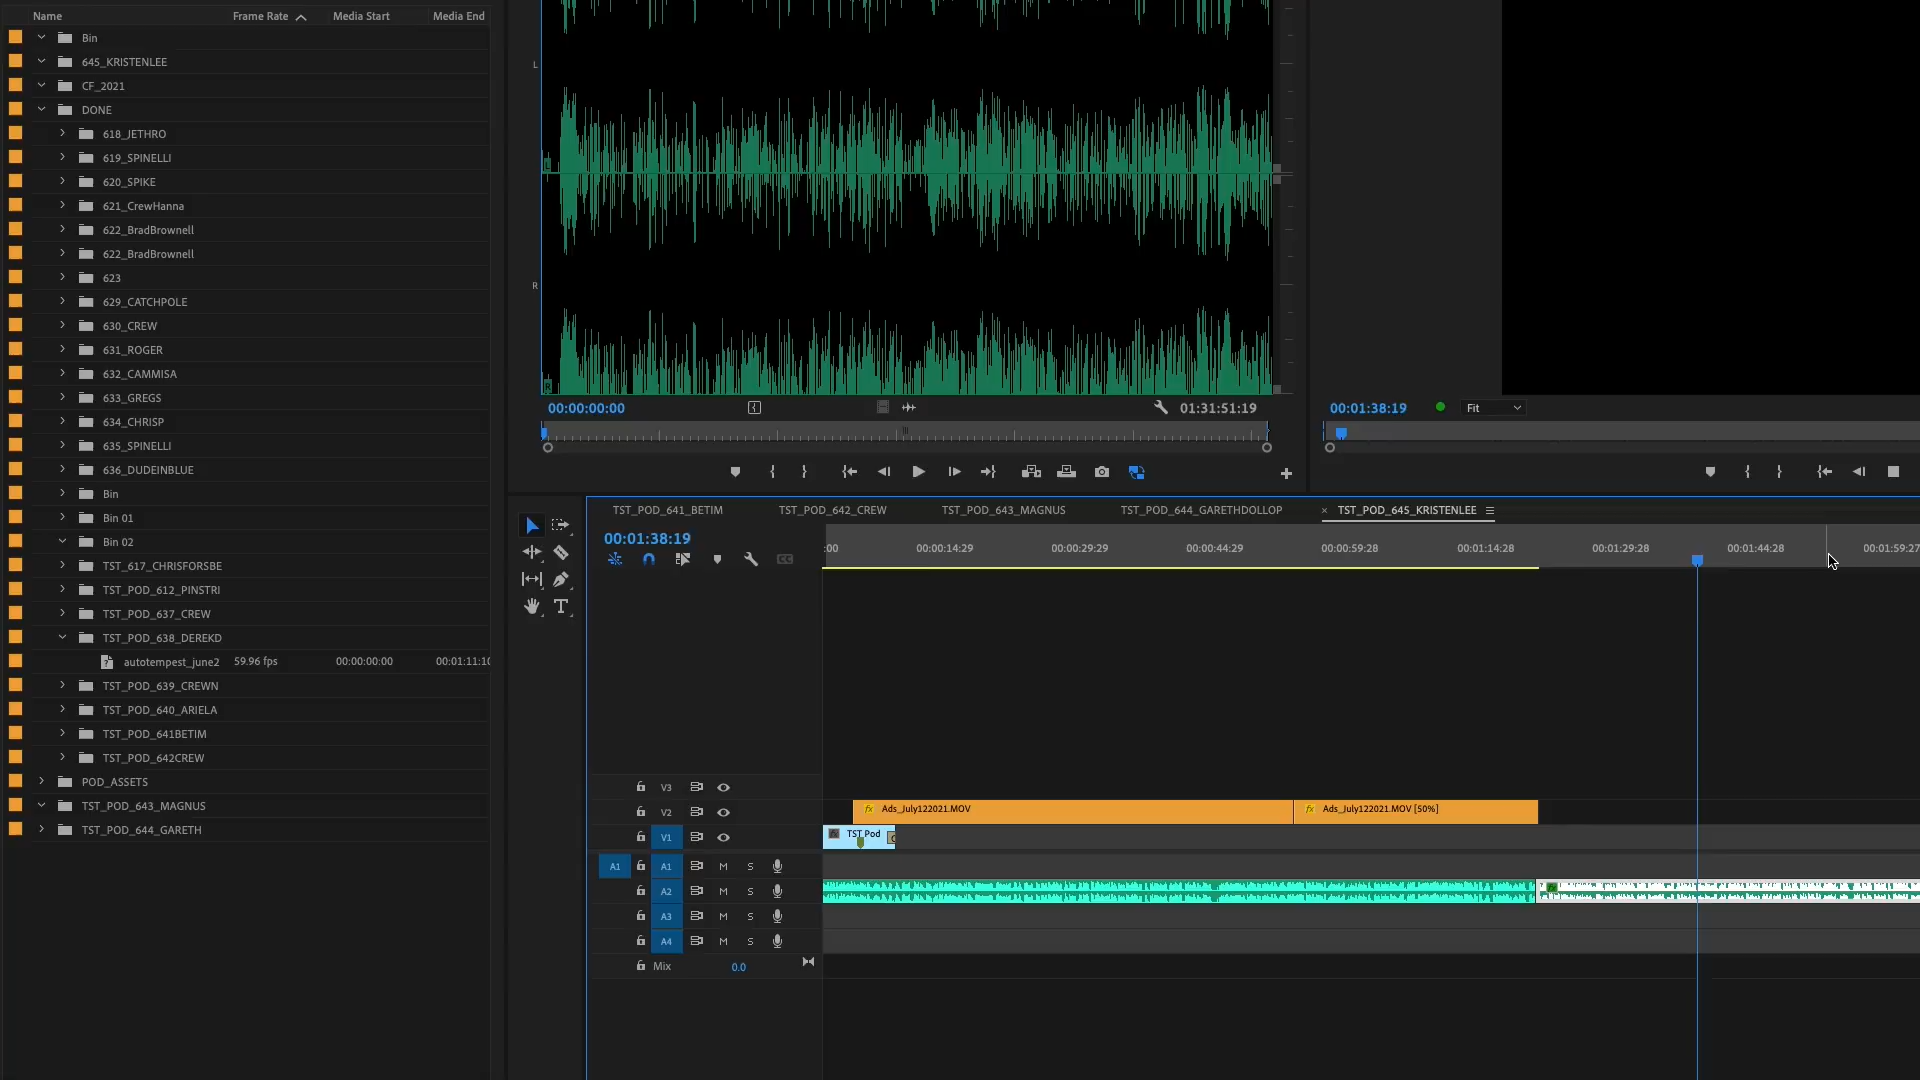 Name Frame Rate Media Start Media End
Bin
645_KRISTENLEE
CF_2021
DONE
618_JETHRO
619_SPINELLI
620_SPIKE
621_CrewHanna
622_BradBrownell
622_BradBrownell
623
629_CATCHPOLE
630_CREW
631_ROGER
632_CAMMISA
633_GREGS
634_CHRISP
635_SPINELLI
636_DUDEINBLUE
Bin
Bin 01
Bin 02
TST_617_CHRISFORSBE
TST_POD_612_PINSTRI
TST_POD_637_CREW
TST_POD_638_DEREKD
autotempest_june2 59.96 fps 00:00:00:00 00:01:11:10
TST_POD_639_CREWN
TST_POD_640_ARIELA
TST_POD_641BETIM
TST_POD_642CREW
POD_ASSETS
TST_POD_643_MAGNUS
TST_POD_644_GARETH
L
L
R
R
00:00:00:00 01:31:51:19
00:01:38:19 Fit
TST_POD_641_BETIM TST_POD_642_CREW TST_POD_643_MAGNUS TST_POD_644_GARETHDOLLOP × TST_POD_645_KRISTENLEE
00:01:38:19
:00 00:00:14:29 00:00:29:29 00:00:44:29 00:00:59:28 00:01:14:28 00:01:29:28 00:01:44:28 00:01:59:27
T
V3
V2 fx Ads_July122021.MOV fx Ads_July122021.MOV [50%]
V1 TST Pod
A1 A1 M S
A2 M S fx
A3 M S
A4 M S
Mix 0.0